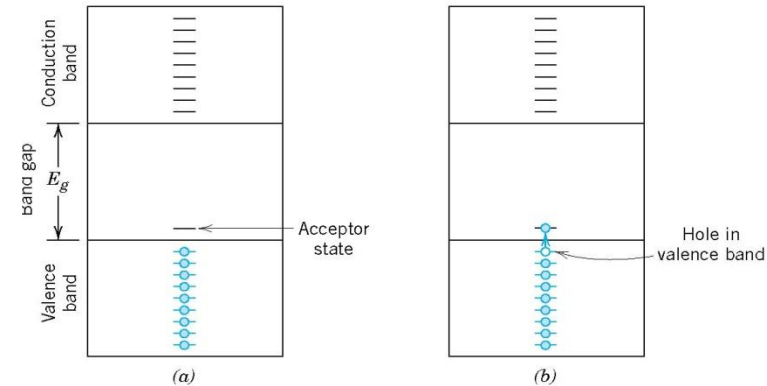 Conduction
band
Band gap
E_g
Valence
band
Acceptor
state
(a)
Hole in
valence band
(b)